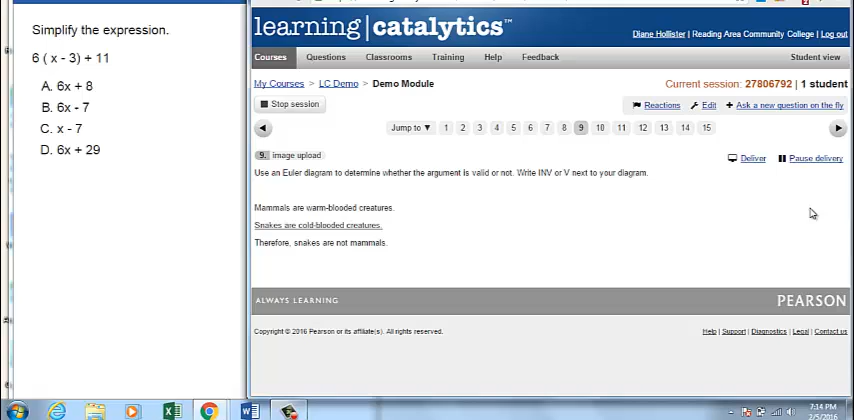 Simplify the expression.
6 ( x - 3) + 11
A. 6x + 8
B. 6x - 7
C. x - 7
D. 6x + 29
learning | catalytics™
Diane Hollister | Reading Area Community College | Log out
Courses Questions Classrooms Training Help Feedback Student view
My Courses > LC Demo > Demo Module
Current session: 27806792 | 1 student
Stop session
Reactions Edit + Ask a new question on the fly
Jump to ▼ 1 2 3 4 5 6 7 8 9 10 11 12 13 14 15
9. image upload
Deliver Pause delivery
Use an Euler diagram to determine whether the argument is valid or not. Write INV or V next to your diagram.
Mammals are warm-blooded creatures.
Snakes are cold-blooded creatures.
Therefore, snakes are not mammals.
ALWAYS LEARNING PEARSON
Copyright © 2016 Pearson or its affiliate(s). All rights reserved.
Help | Support | Diagnostics | Legal | Contact us
7:14 PM
2/5/2016